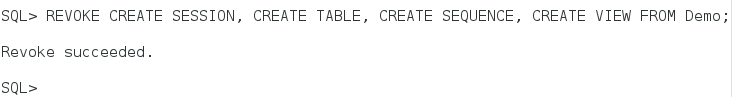 SQL> REVOKE CREATE SESSION, CREATE TABLE, CREATE SEQUENCE, CREATE VIEW FROM Demo;
Revoke succeeded.
SQL>